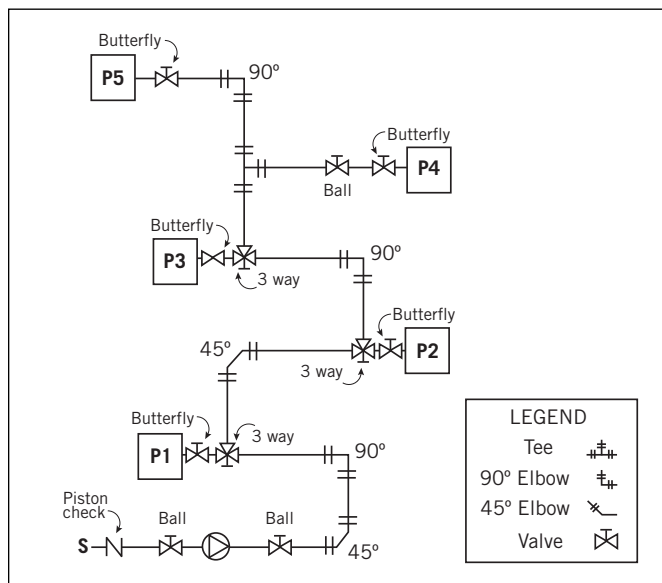 Butterfly
P5
90º
Butterfly
P4
Ball
Butterfly
90º
P3
3 way
Butterfly
45º
P2
3 way
Butterfly
3 way
P1
90º
Piston
check
Ball
Ball
S
45º
LEGEND
Tee
90º Elbow
45º Elbow
Valve